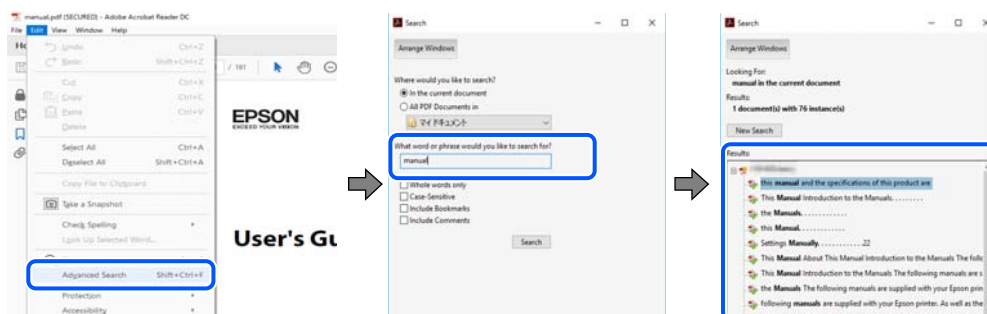 manual.pdf (SECURED) - Adobe Acrobat Reader DC
File Edit View Window Help
Undo Ctrl+Z
Shift+Ctrl+Z
Cut Ctrl+X
Copy Ctrl+C
Paste Ctrl+V
Delete
Select All Ctrl+A
Deselect All Shift+Ctrl+A
Copy File to Clipboard
Take a Snapshot
Check Spelling
Look Up Selected Word...
Advanced Search Shift+Ctrl+F
Protection
Accessibility
/ 191
EPSON
EXCEED YOUR VISION
User's Gu
Search
Arrange Windows
Where would you like to search?
In the current document
All PDF Documents in
マイ ドキュメント
What word or phrase would you like to search for?
manual
Whole words only
Case-Sensitive
Include Bookmarks
Include Comments
Search
Search
Arrange Windows
Looking For:
manual in the current document
Results:
1 document(s) with 76 instance(s)
New Search
Results:
this manual and the specifications of this product are
This Manual Introduction to the Manuals. . . . . . . . .
the Manuals. . . . . . . . . . . . .
this Manual. . . . . . . . . . . . .
Settings Manually. . . . . . . . . . . . .22
This Manual About This Manual Introduction to the Manuals The follo
This Manual Introduction to the Manuals The following manuals are s
the Manuals The following manuals are supplied with your Epson prin
following manuals are supplied with your Epson printer. As well as the